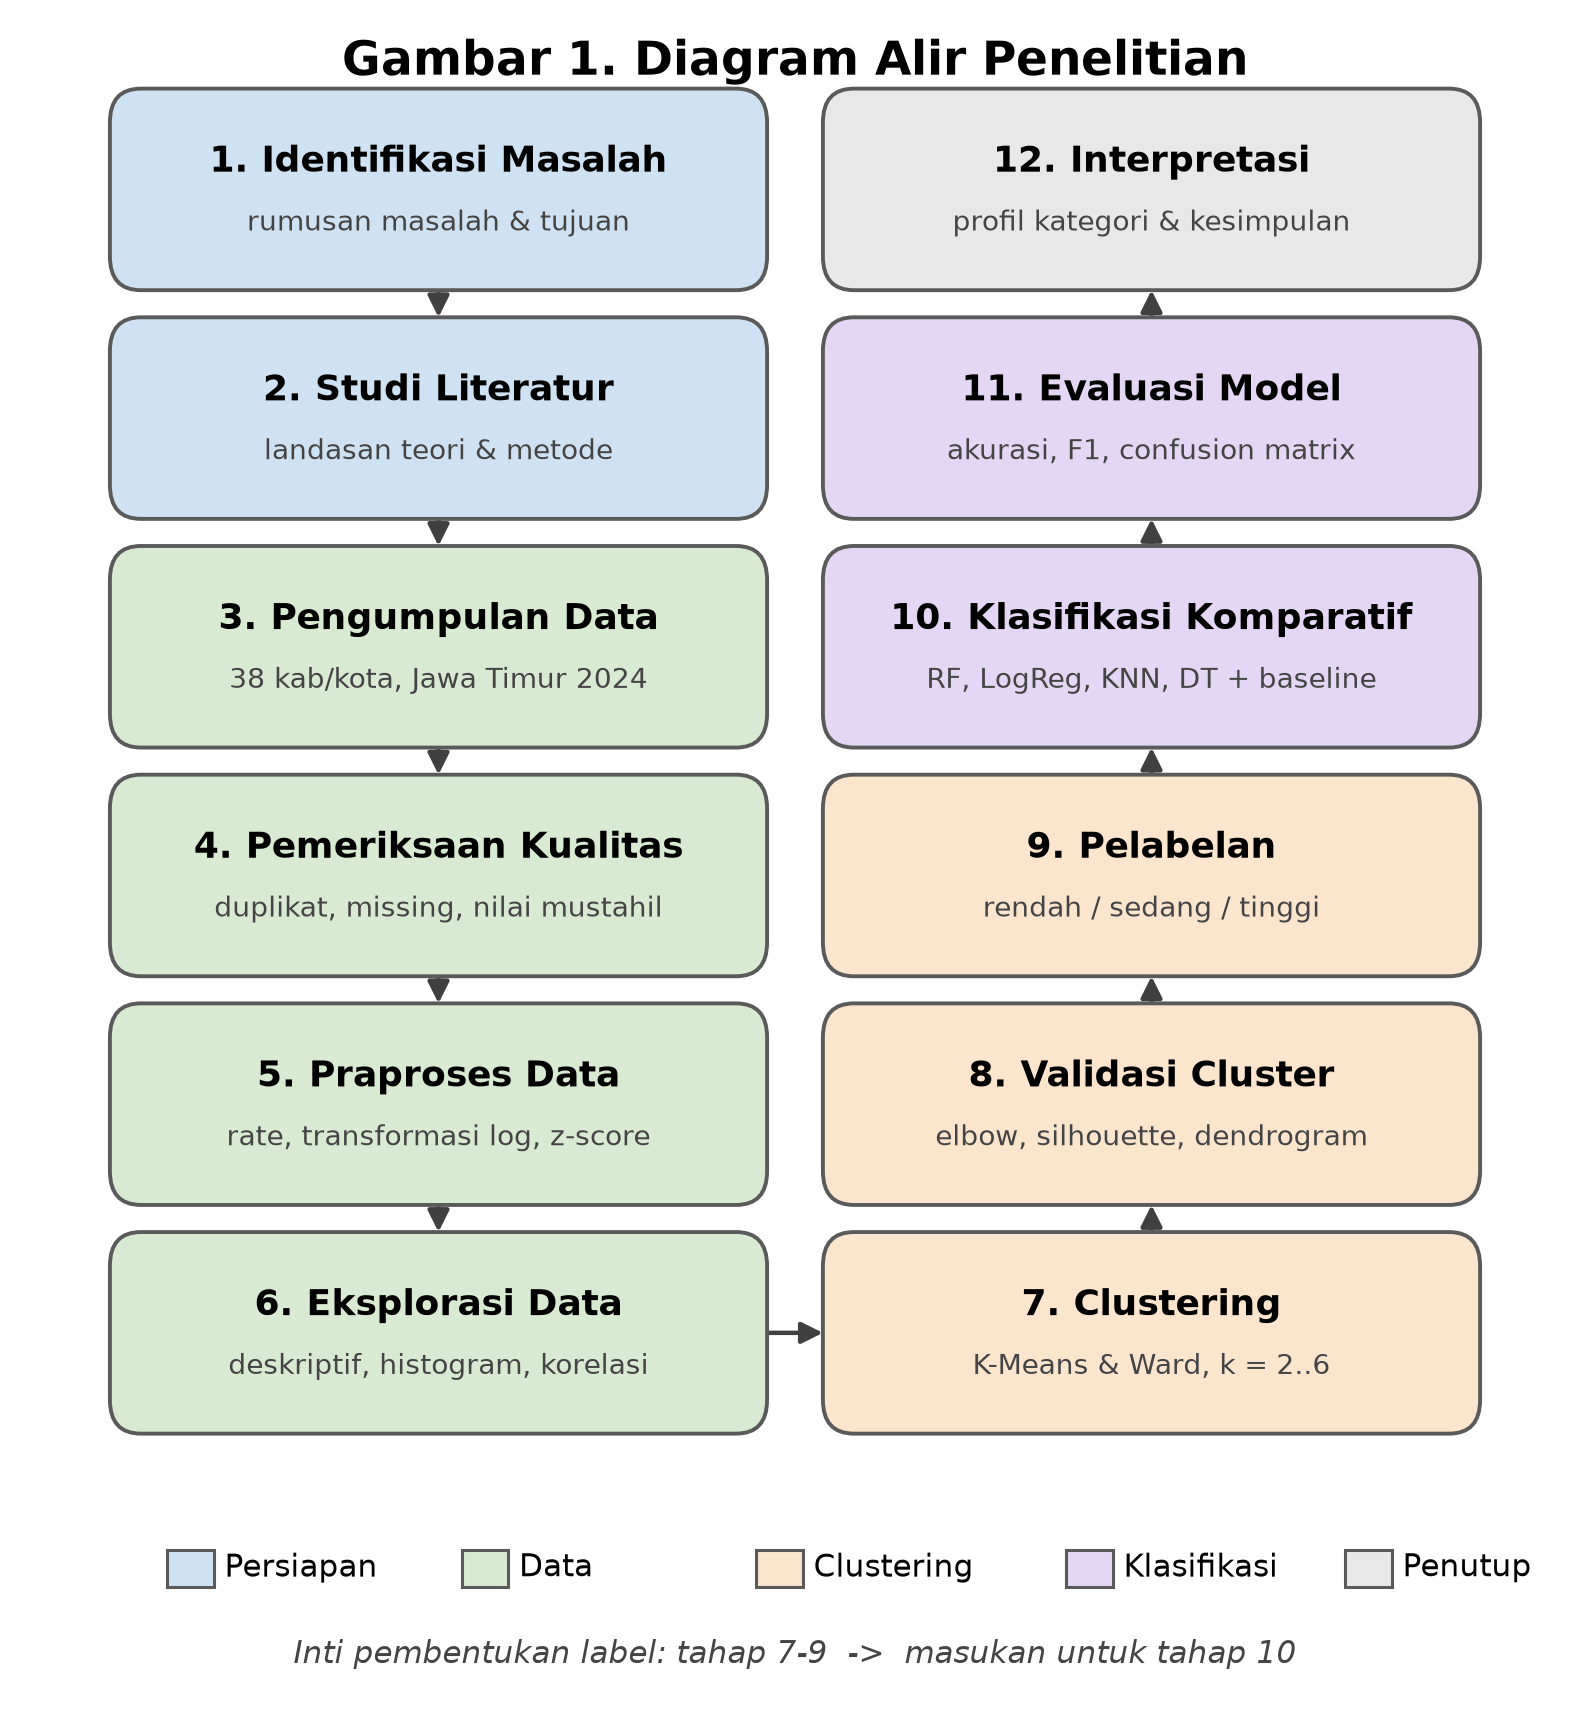 Gambar 1. Diagram Alir Penelitian
1. Identifikasi Masalah
rumusan masalah & tujuan
2. Studi Literatur
landasan teori & metode
3. Pengumpulan Data
38 kab/kota, Jawa Timur 2024
4. Pemeriksaan Kualitas
duplikat, missing, nilai mustahil
5. Praproses Data
rate, transformasi log, z-score
6. Eksplorasi Data
deskriptif, histogram, korelasi
7. Clustering
K-Means & Ward, k = 2..6
8. Validasi Cluster
elbow, silhouette, dendrogram
9. Pelabelan
rendah / sedang / tinggi
10. Klasifikasi Komparatif
RF, LogReg, KNN, DT + baseline
11. Evaluasi Model
akurasi, F1, confusion matrix
12. Interpretasi
profil kategori & kesimpulan
Persiapan
Data
Clustering
Klasifikasi
Penutup
Inti pembentukan label: tahap 7-9 -> masukan untuk tahap 10